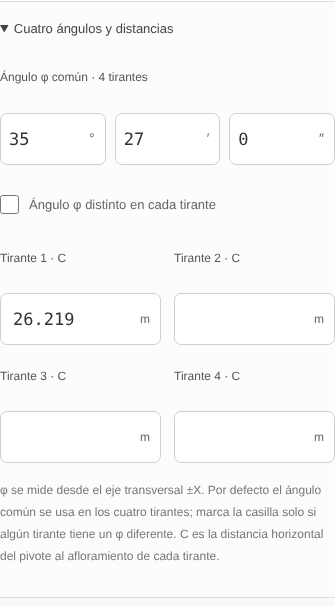 ▼ Cuatro ángulos y distancias
Ángulo φ común · 4 tirantes
35 ° 27 ′ 0 ″
Ángulo φ distinto en cada tirante
Tirante 1 · C Tirante 2 · C
26.219 m m
Tirante 3 · C Tirante 4 · C
m m
φ se mide desde el eje transversal ±X. Por defecto el ángulo
común se usa en los cuatro tirantes; marca la casilla solo si
algún tirante tiene un φ diferente. C es la distancia horizontal
del pivote al afloramiento de cada tirante.